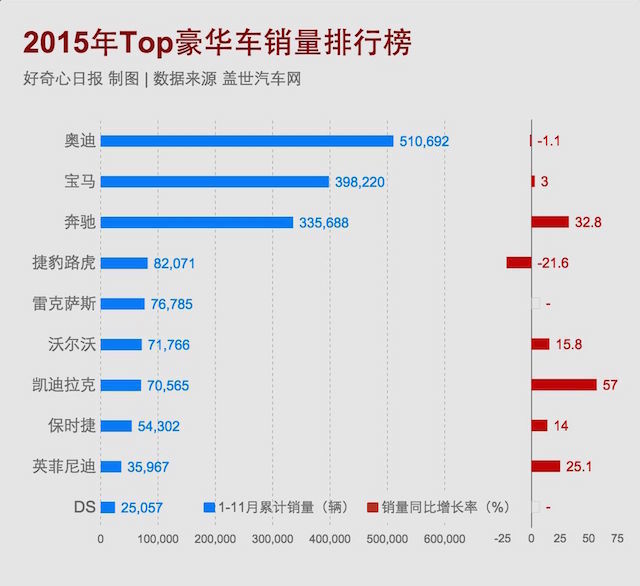 2015年Top豪华车销量排行榜
好奇心日报 制图 | 数据来源 盖世汽车网
奥迪 510,692 -1.1
宝马 398,220 3
奔驰 335,688 32.8
捷豹路虎 82,071 -21.6
雷克萨斯 76,785 -
沃尔沃 71,766 15.8
凯迪拉克 70,565 57
保时捷 54,302 14
英菲尼迪 35,967 25.1
DS 25,057 1-11月累计销量（辆） 销量同比增长率（%） -
0 100,000 200,000 300,000 400,000 500,000 600,000 -25 0 25 50 75